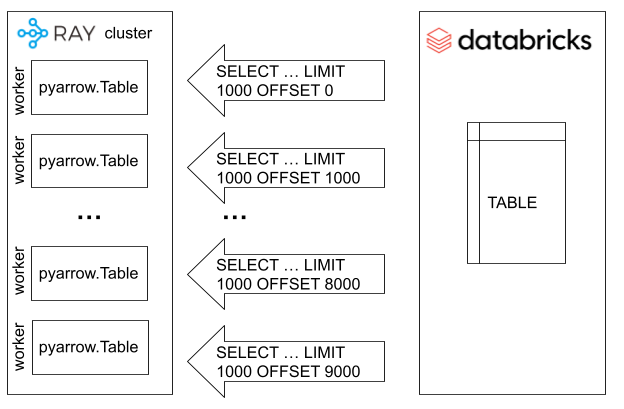 RAY cluster
databricks
worker
pyarrow.Table
SELECT ... LIMIT
1000 OFFSET 0
worker
pyarrow.Table
SELECT ... LIMIT
1000 OFFSET 1000
TABLE
...
...
worker
pyarrow.Table
SELECT ... LIMIT
1000 OFFSET 8000
worker
pyarrow.Table
SELECT ... LIMIT
1000 OFFSET 9000